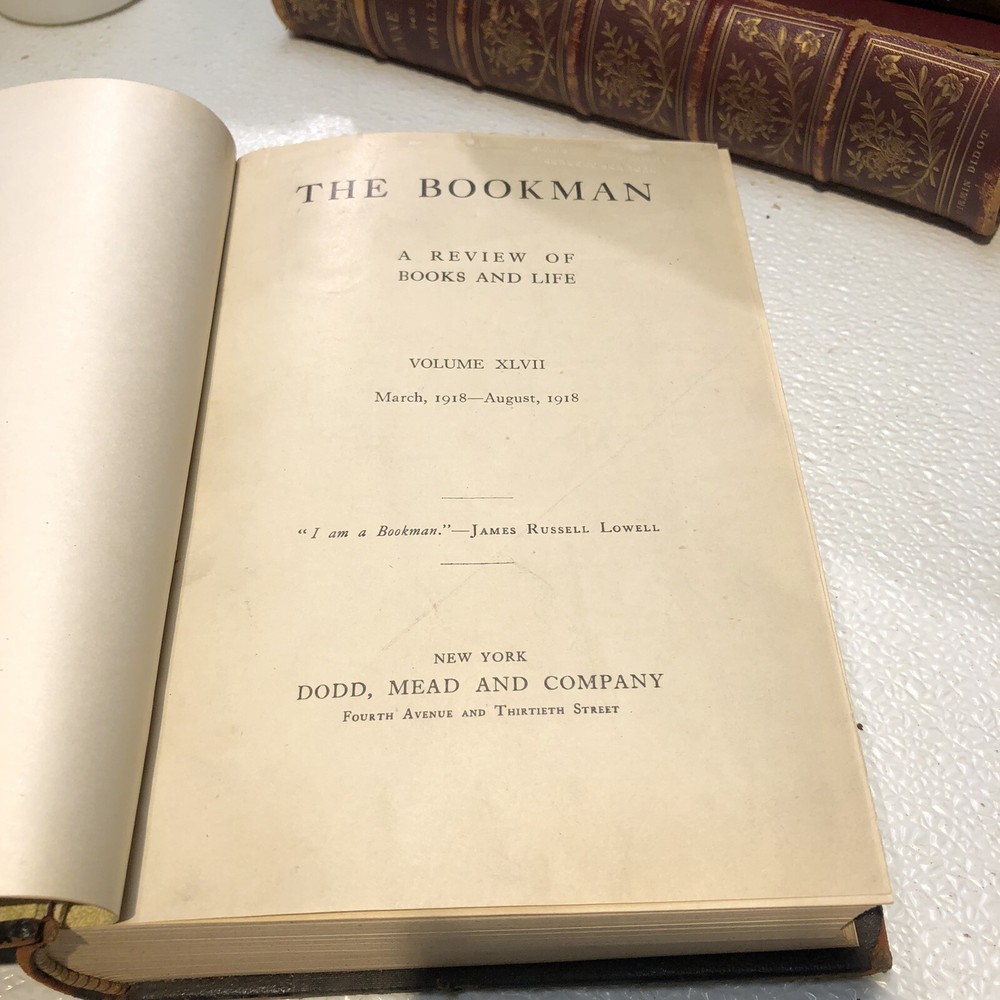 THE BOOKMAN
A REVIEW OF
BOOKS AND LIFE
VOLUME XLVII
March, 1918—August, 1918
"I am a Bookman."—JAMES RUSSELL LOWELL
NEW YORK
DODD, MEAD AND COMPANY
FOURTH AVENUE AND THIRTIETH STREET
DIDOT